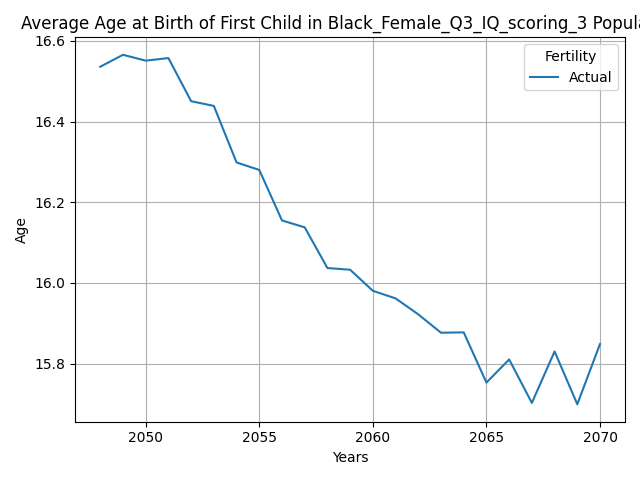 Average Age at Birth of First Child in Black_Female_Q3_IQ_scoring_3 Popula
16.6
16.4
16.2
16.0
15.8
Age
Fertility
Actual
2050 2055 2060 2065 2070
Years